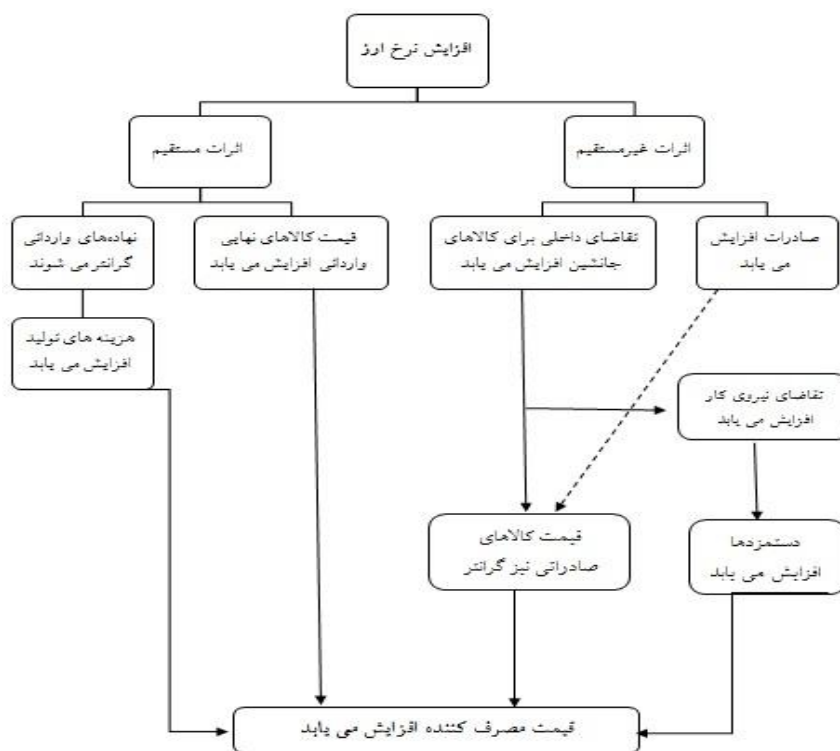 افزایش نرخ ارز
اثرات غیرمستقیم
اثرات مستقیم
صادرات افزایش
می یابد
تقاضای داخلی برای کالاهای
جانشین افزایش می یابد
قیمت کالاهای نهایی
وارداتی افزایش می یابد
نهاده‌های وارداتی
گرانتر می شوند
هزینه های تولید
افزایش می یابد
تقاضای نیروی کار
افزایش می یابد
قیمت کالاهای
صادراتی نیز گرانتر
دستمزدها
افزایش می یابد
قیمت مصرف کننده افزایش می یابد